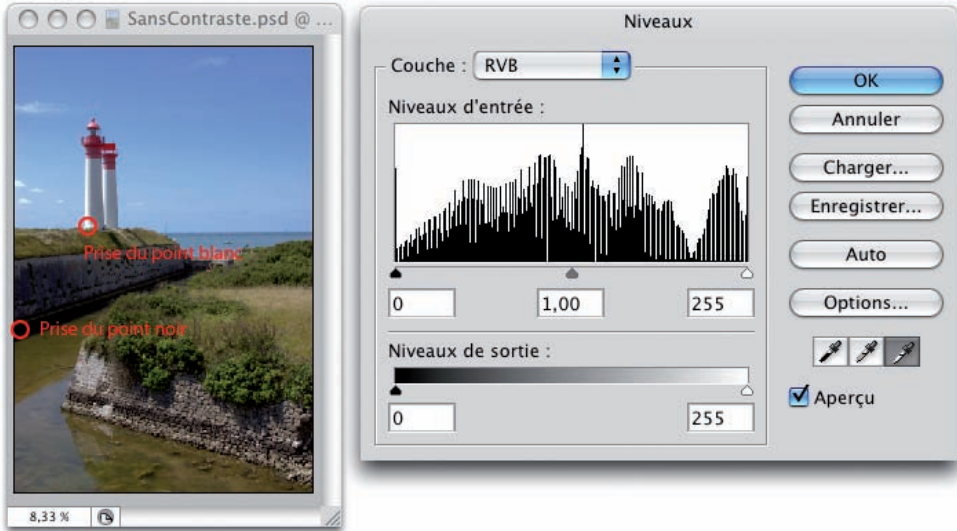 SansContraste.psd @ ...
Prise du point blanc
Prise du point noir
8,33 %
Niveaux
Couche : RVB
Niveaux d'entrée :
0
1,00
255
Niveaux de sortie :
0
255
OK
Annuler
Charger...
Enregistrer...
Auto
Options...
Aperçu